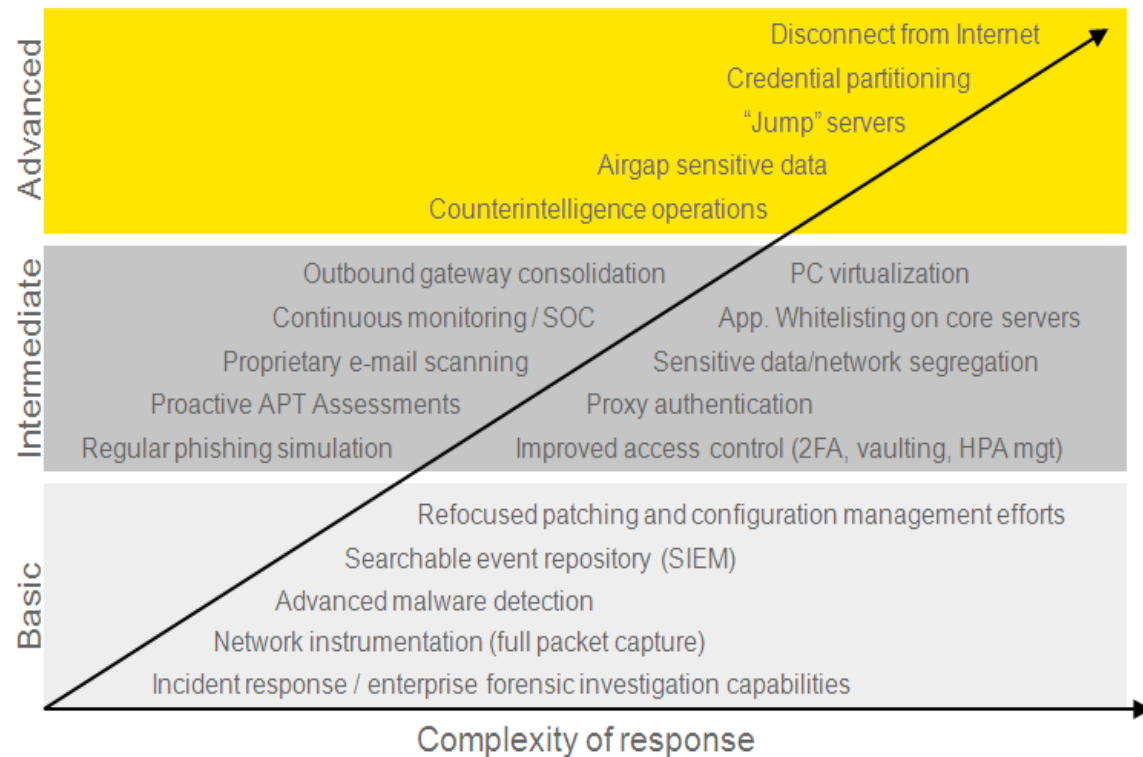 Advanced
Disconnect from Internet
Credential partitioning
“Jump” servers
Airgap sensitive data
Counterintelligence operations
Intermediate
Outbound gateway consolidation
PC virtualization
Continuous monitoring / SOC
App. Whitelisting on core servers
Proprietary e-mail scanning
Sensitive data/network segregation
Proactive APT Assessments
Proxy authentication
Regular phishing simulation
Improved access control (2FA, vaulting, HPA mgt)
Basic
Refocused patching and configuration management efforts
Searchable event repository (SIEM)
Advanced malware detection
Network instrumentation (full packet capture)
Incident response / enterprise forensic investigation capabilities
Complexity of response